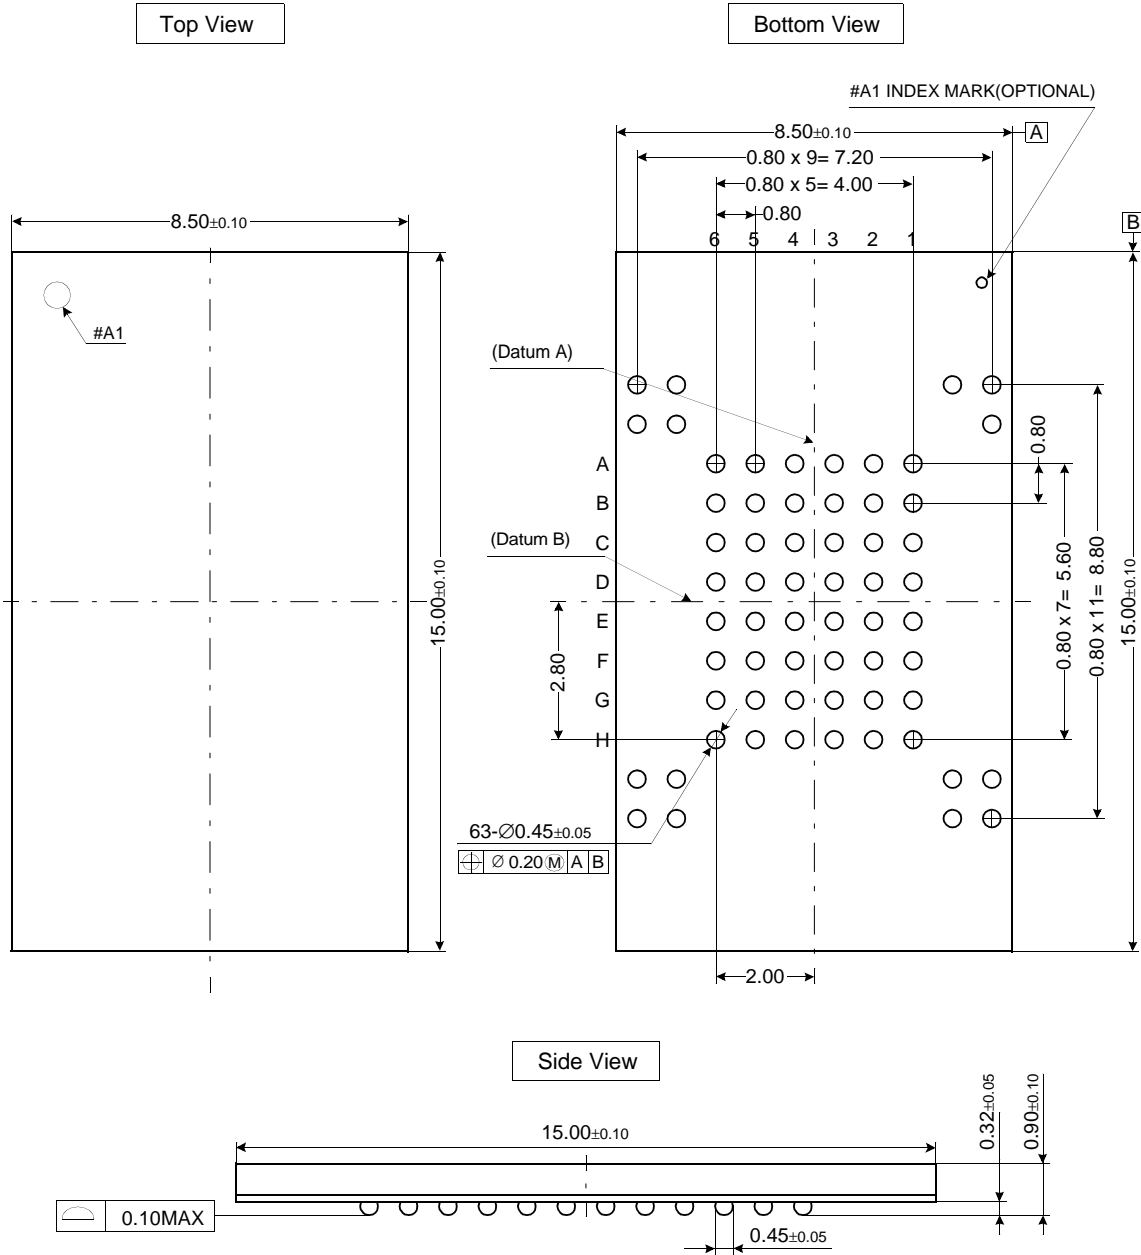 Top View
Bottom View
#A1 INDEX MARK(OPTIONAL)
8.50±0.10
A
0.80 x 9= 7.20
0.80 x 5= 4.00
0.80
B
8.50±0.10
6 5 4 3 2 1
#A1
(Datum A)
0.80
A
B
(Datum B)
C
D
E
F
G
H
2.80
15.00±0.10
0.80 x 7= 5.60
0.80 x 11= 8.80
15.00±0.10
63-∅0.45±0.05
⌖ ∅ 0.20 Ⓜ A B
2.00
Side View
15.00±0.10
0.32±0.05
0.90±0.10
0.10MAX
0.45±0.05